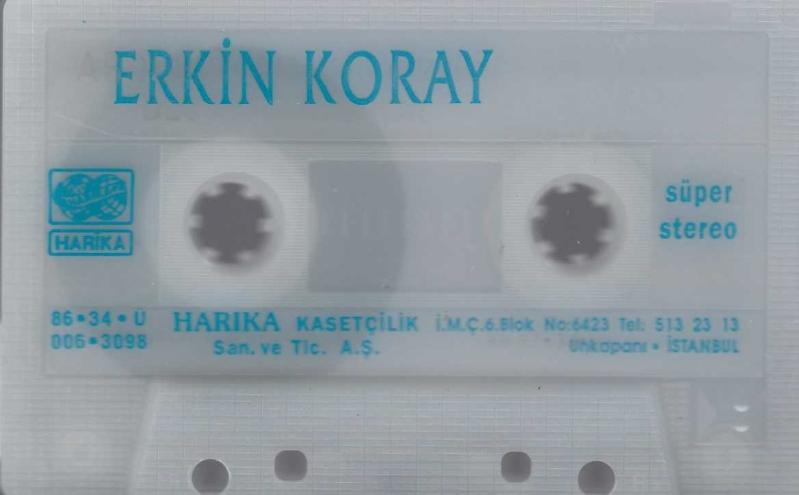 ERKİN KORAY
HARİKA
süper
stereo
86•34•U
006•3098
HARIKA KASETÇİLİK İ.M.Ç.6.Blok No:6423 Tel: 513 23 13
San. ve Tic. A.Ş.
Unkapanı • İSTANBUL